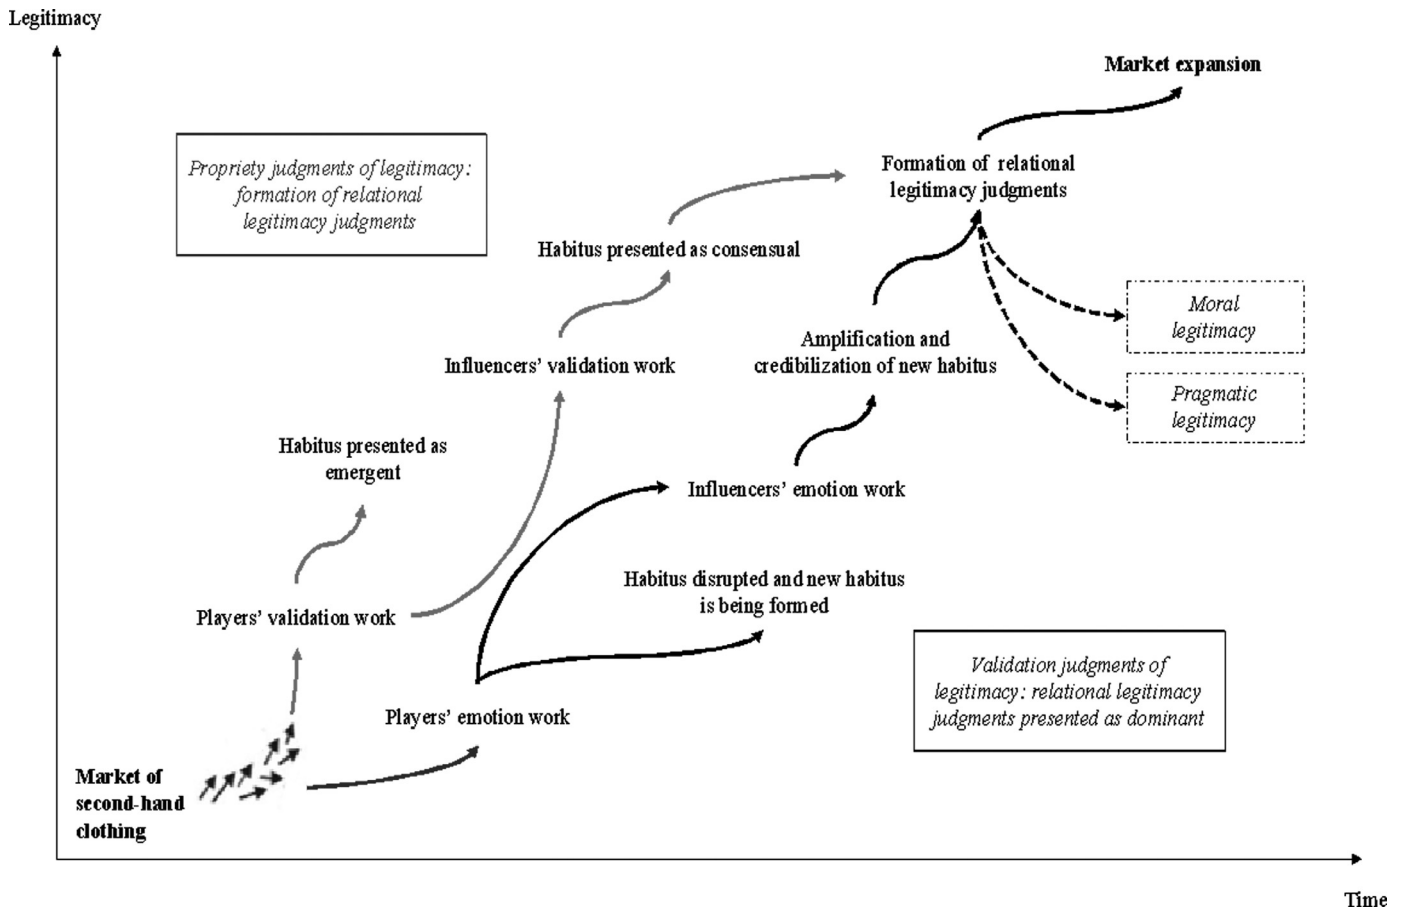 Legitimacy
Market expansion
Propriety judgments of legitimacy:
formation of relational
legitimacy judgments
Formation of relational
legitimacy judgments
Habitus presented as consensual
Moral
legitimacy
Amplification and
credibilization of new habitus
Influencers’ validation work
Pragmatic
legitimacy
Habitus presented as
emergent
Influencers’ emotion work
Habitus disrupted and new habitus
is being formed
Players’ validation work
Validation judgments of
legitimacy: relational legitimacy
judgments presented as dominant
Players’ emotion work
Market of
second-hand
clothing
Time